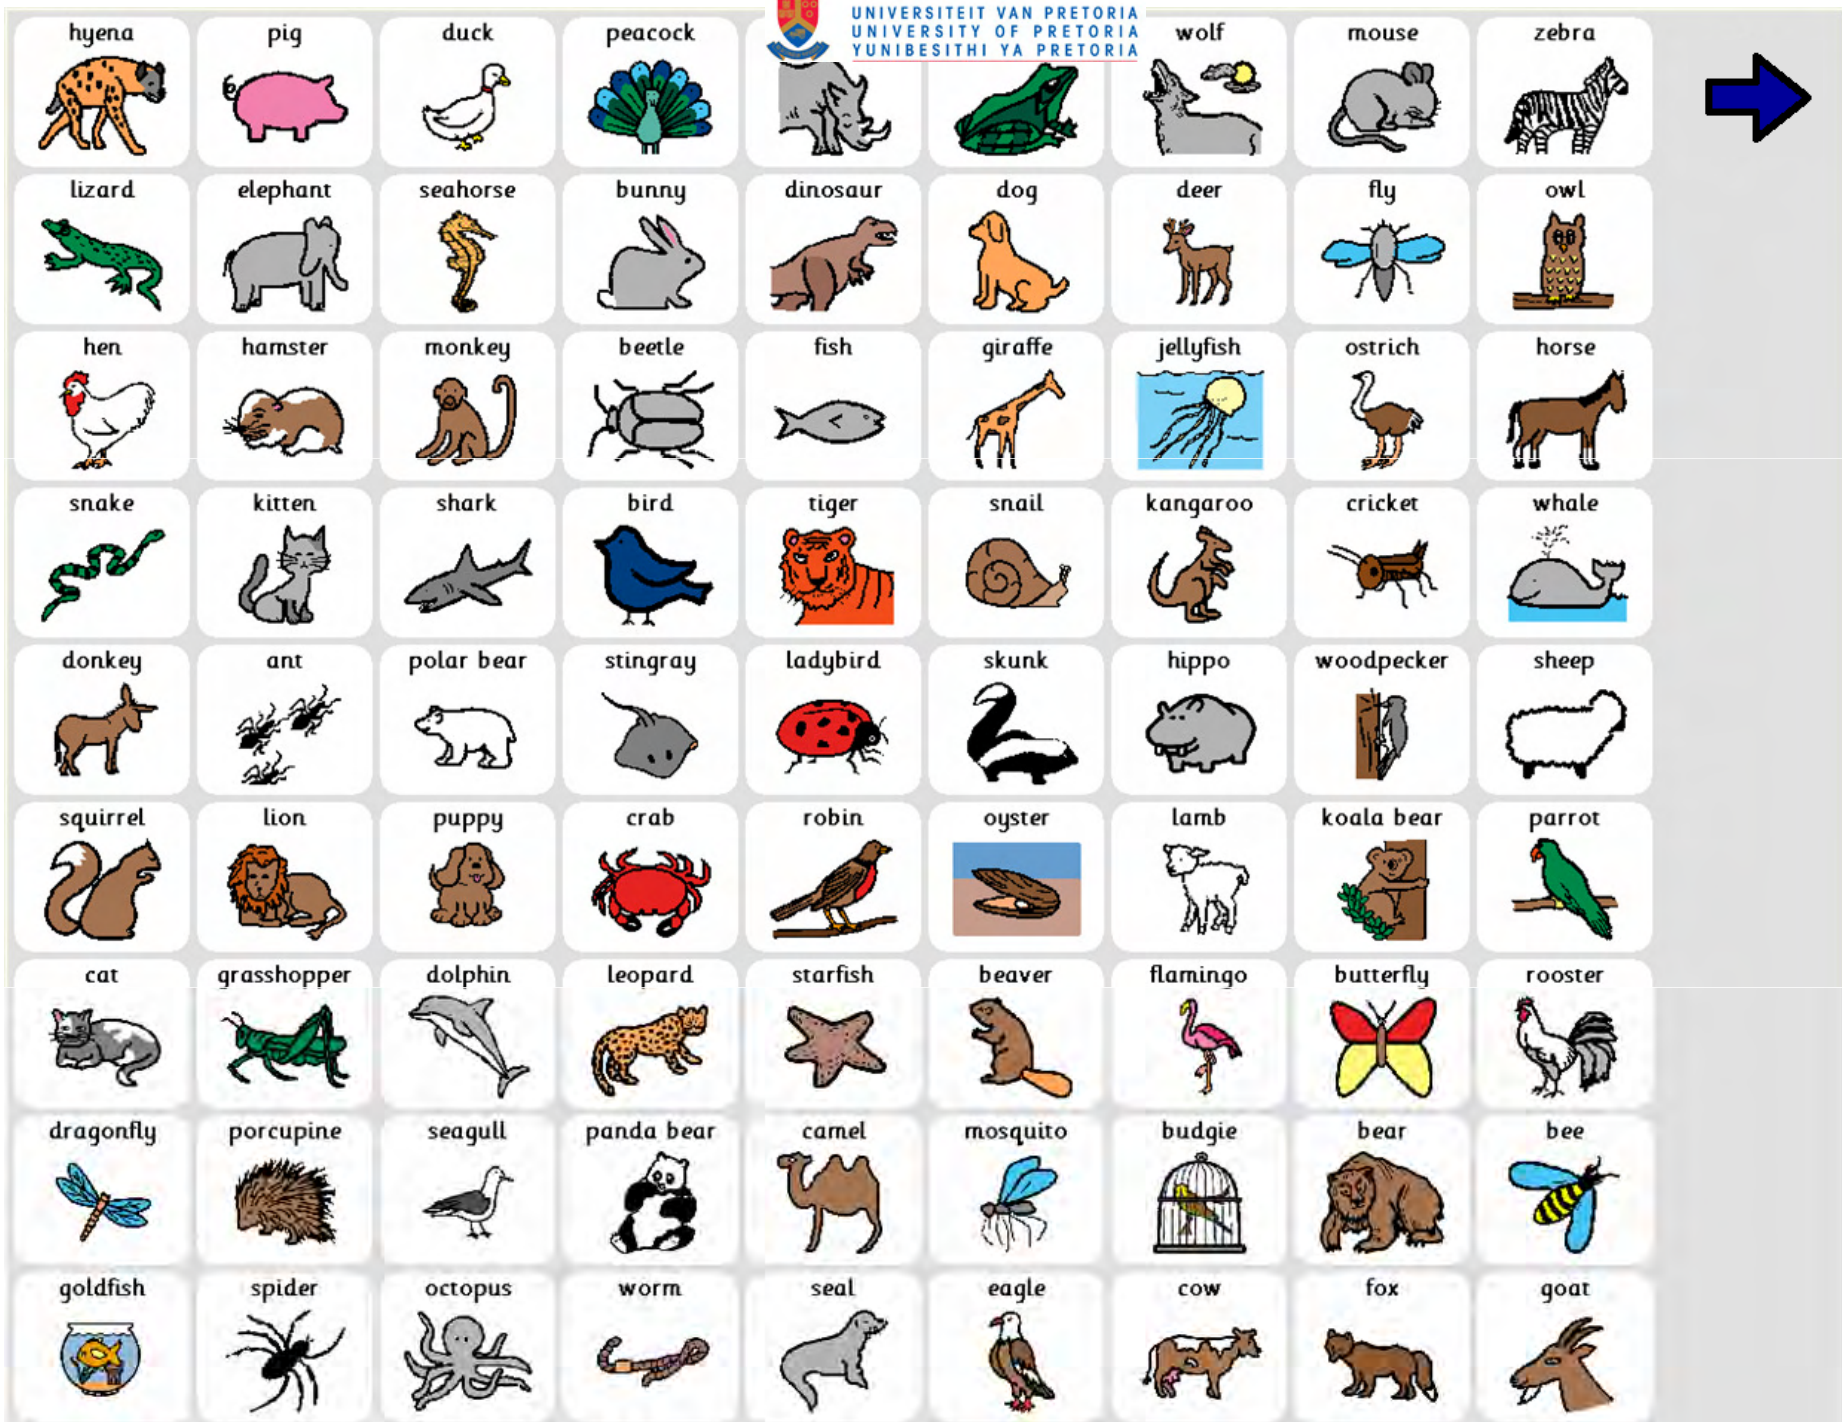 UNIVERSITEIT VAN PRETORIA
UNIVERSITY OF PRETORIA
YUNIBESITHI YA PRETORIA
hyena pig duck peacock wolf mouse zebra
lizard elephant seahorse bunny dinosaur dog deer fly owl
hen hamster monkey beetle fish giraffe jellyfish ostrich horse
snake kitten shark bird tiger snail kangaroo cricket whale
donkey ant polar bear stingray ladybird skunk hippo woodpecker sheep
squirrel lion puppy crab robin oyster lamb koala bear parrot
cat grasshopper dolphin leopard starfish beaver flamingo butterfly rooster
dragonfly porcupine seagull panda bear camel mosquito budgie bear bee
goldfish spider octopus worm seal eagle cow fox goat